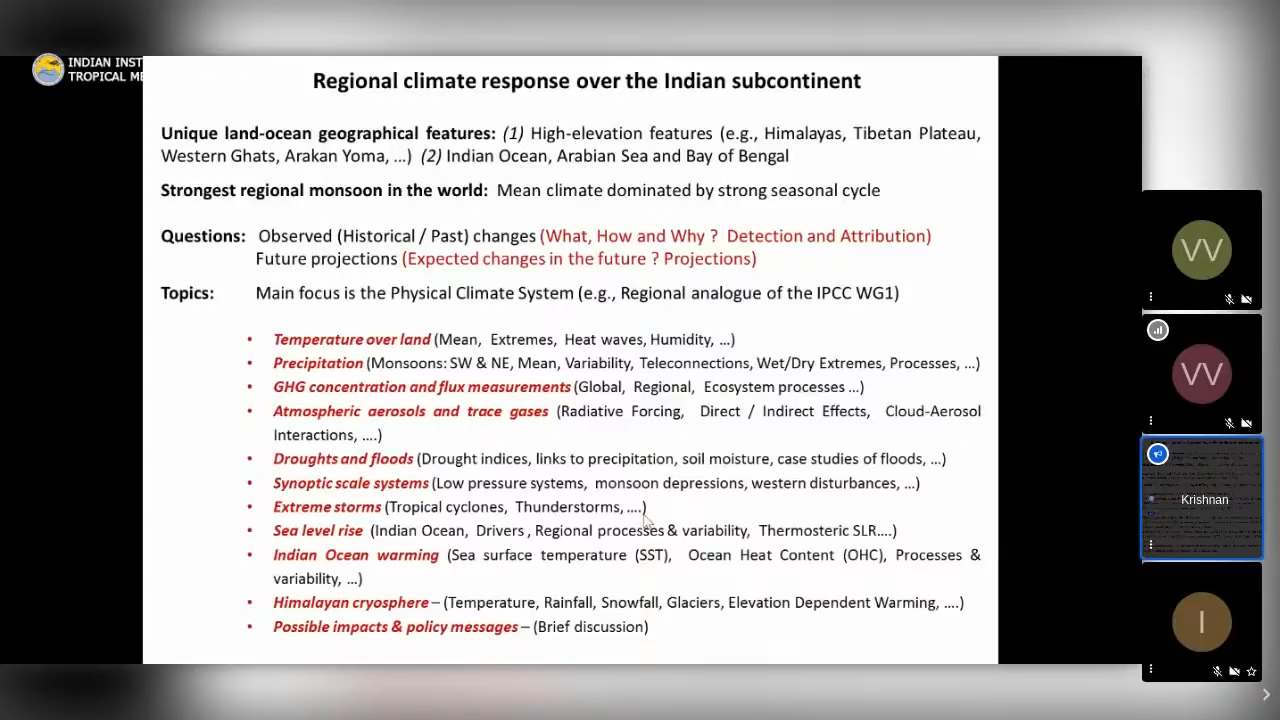 INDIAN INST
TROPICAL ME
Regional climate response over the Indian subcontinent
Unique land-ocean geographical features: (1) High-elevation features (e.g., Himalayas, Tibetan Plateau,
Western Ghats, Arakan Yoma, ...) (2) Indian Ocean, Arabian Sea and Bay of Bengal
Strongest regional monsoon in the world: Mean climate dominated by strong seasonal cycle
Questions: Observed (Historical / Past) changes (What, How and Why ? Detection and Attribution)
Future projections (Expected changes in the future ? Projections)
Topics: Main focus is the Physical Climate System (e.g., Regional analogue of the IPCC WG1)
• Temperature over land (Mean, Extremes, Heat waves, Humidity, ...)
• Precipitation (Monsoons: SW & NE, Mean, Variability, Teleconnections, Wet/Dry Extremes, Processes, ...)
• GHG concentration and flux measurements (Global, Regional, Ecosystem processes ...)
• Atmospheric aerosols and trace gases (Radiative Forcing, Direct / Indirect Effects, Cloud-Aerosol
Interactions, ....)
• Droughts and floods (Drought indices, links to precipitation, soil moisture, case studies of floods, ...)
• Synoptic scale systems (Low pressure systems, monsoon depressions, western disturbances, ...)
• Extreme storms (Tropical cyclones, Thunderstorms, ....)
• Sea level rise (Indian Ocean, Drivers , Regional processes & variability, Thermosteric SLR....)
• Indian Ocean warming (Sea surface temperature (SST), Ocean Heat Content (OHC), Processes &
variability, ...)
• Himalayan cryosphere – (Temperature, Rainfall, Snowfall, Glaciers, Elevation Dependent Warming, ....)
• Possible impacts & policy messages – (Brief discussion)
VV
VV
Krishnan
I